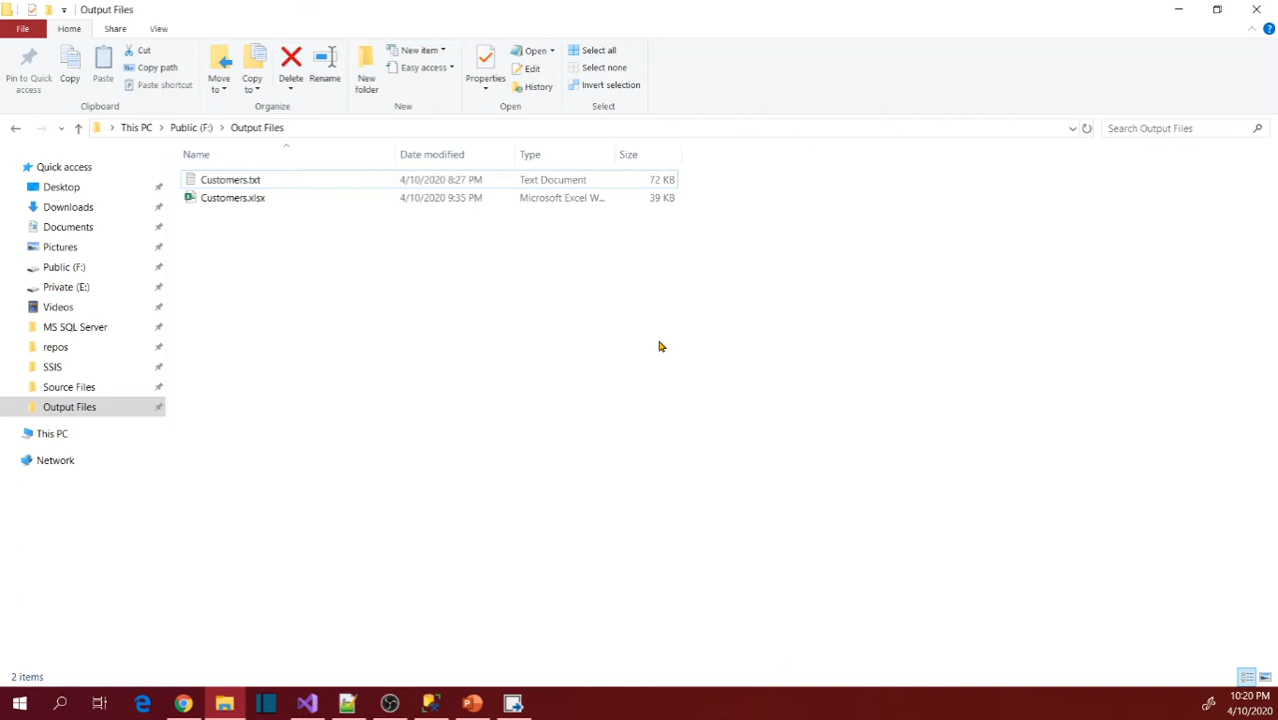 Output Files
File Home Share View
Pin to Quick access
Copy
Paste
Cut
Copy path
Paste shortcut
Clipboard
Move to
Copy to
Delete
Rename
Organize
New folder
New item
Easy access
New
Properties
Open
Edit
History
Open
Select all
Select none
Invert selection
Select
This PC Public (F:) Output Files
Search Output Files
Name Date modified Type Size
Customers.txt 4/10/2020 8:27 PM Text Document 72 KB
Customers.xlsx 4/10/2020 9:35 PM Microsoft Excel W... 39 KB
Quick access
Desktop
Downloads
Documents
Pictures
Public (F:)
Private (E:)
Videos
MS SQL Server
repos
SSIS
Source Files
Output Files
This PC
Network
2 items
10:20 PM
4/10/2020